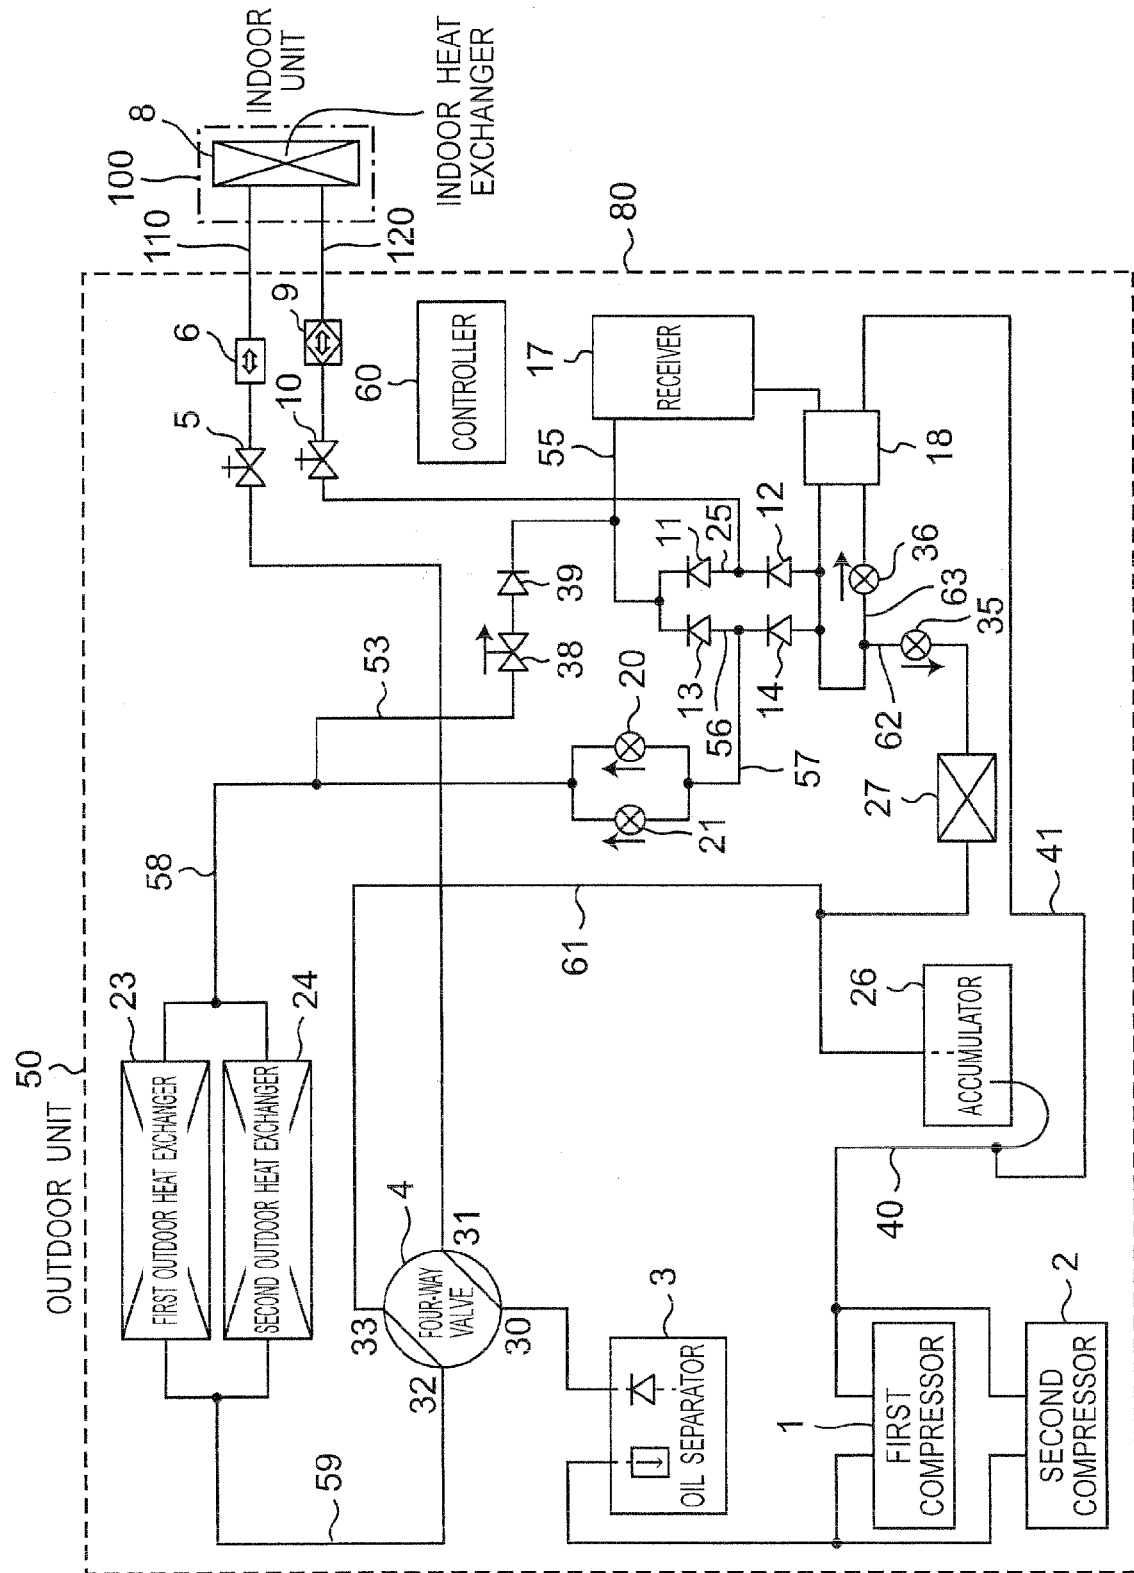 OUTDOOR UNIT
50
23
FIRST OUTDOOR HEAT EXCHANGER
24
SECOND OUTDOOR HEAT EXCHANGER
58
59
53
5
6
110
100
8
INDOOR
UNIT
10
9
120
INDOOR HEAT
EXCHANGER
80
60
CONTROLLER
4
FOUR-WAY
VALVE
33
31
32
30
38
39
55
17
RECEIVER
20
21
13
11
25
56
14
12
57
18
36
63
62
35
27
61
41
3
OIL SEPARATOR
26
ACCUMULATOR
40
1
FIRST
COMPRESSOR
2
SECOND
COMPRESSOR